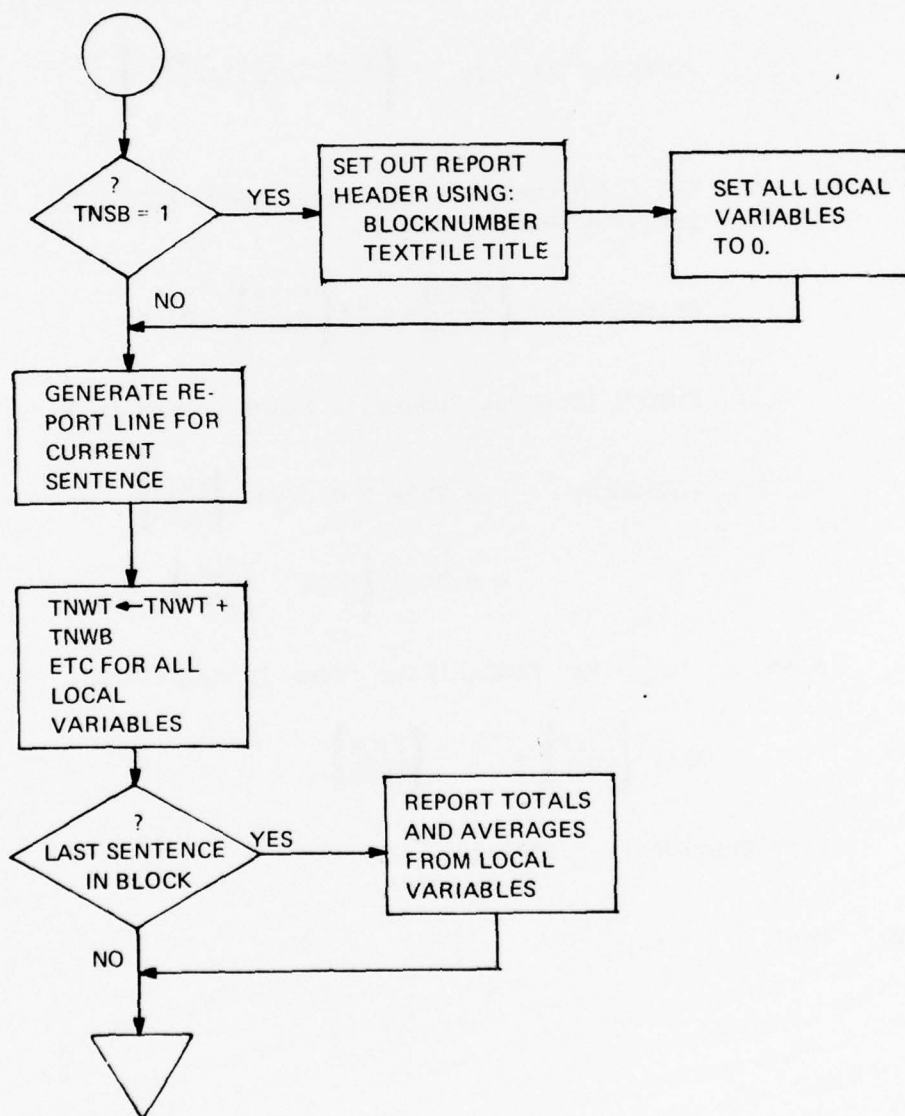 ?
TNSB = 1
YES
SET OUT REPORT
HEADER USING:
BLOCKNUMBER
TEXTFILE TITLE
SET ALL LOCAL
VARIABLES
TO 0.
NO
GENERATE RE-
PORT LINE FOR
CURRENT
SENTENCE
TNWT ← TNWT +
TNWB
ETC FOR ALL
LOCAL
VARIABLES
?
LAST SENTENCE
IN BLOCK
YES
REPORT TOTALS
AND AVERAGES
FROM LOCAL
VARIABLES
NO